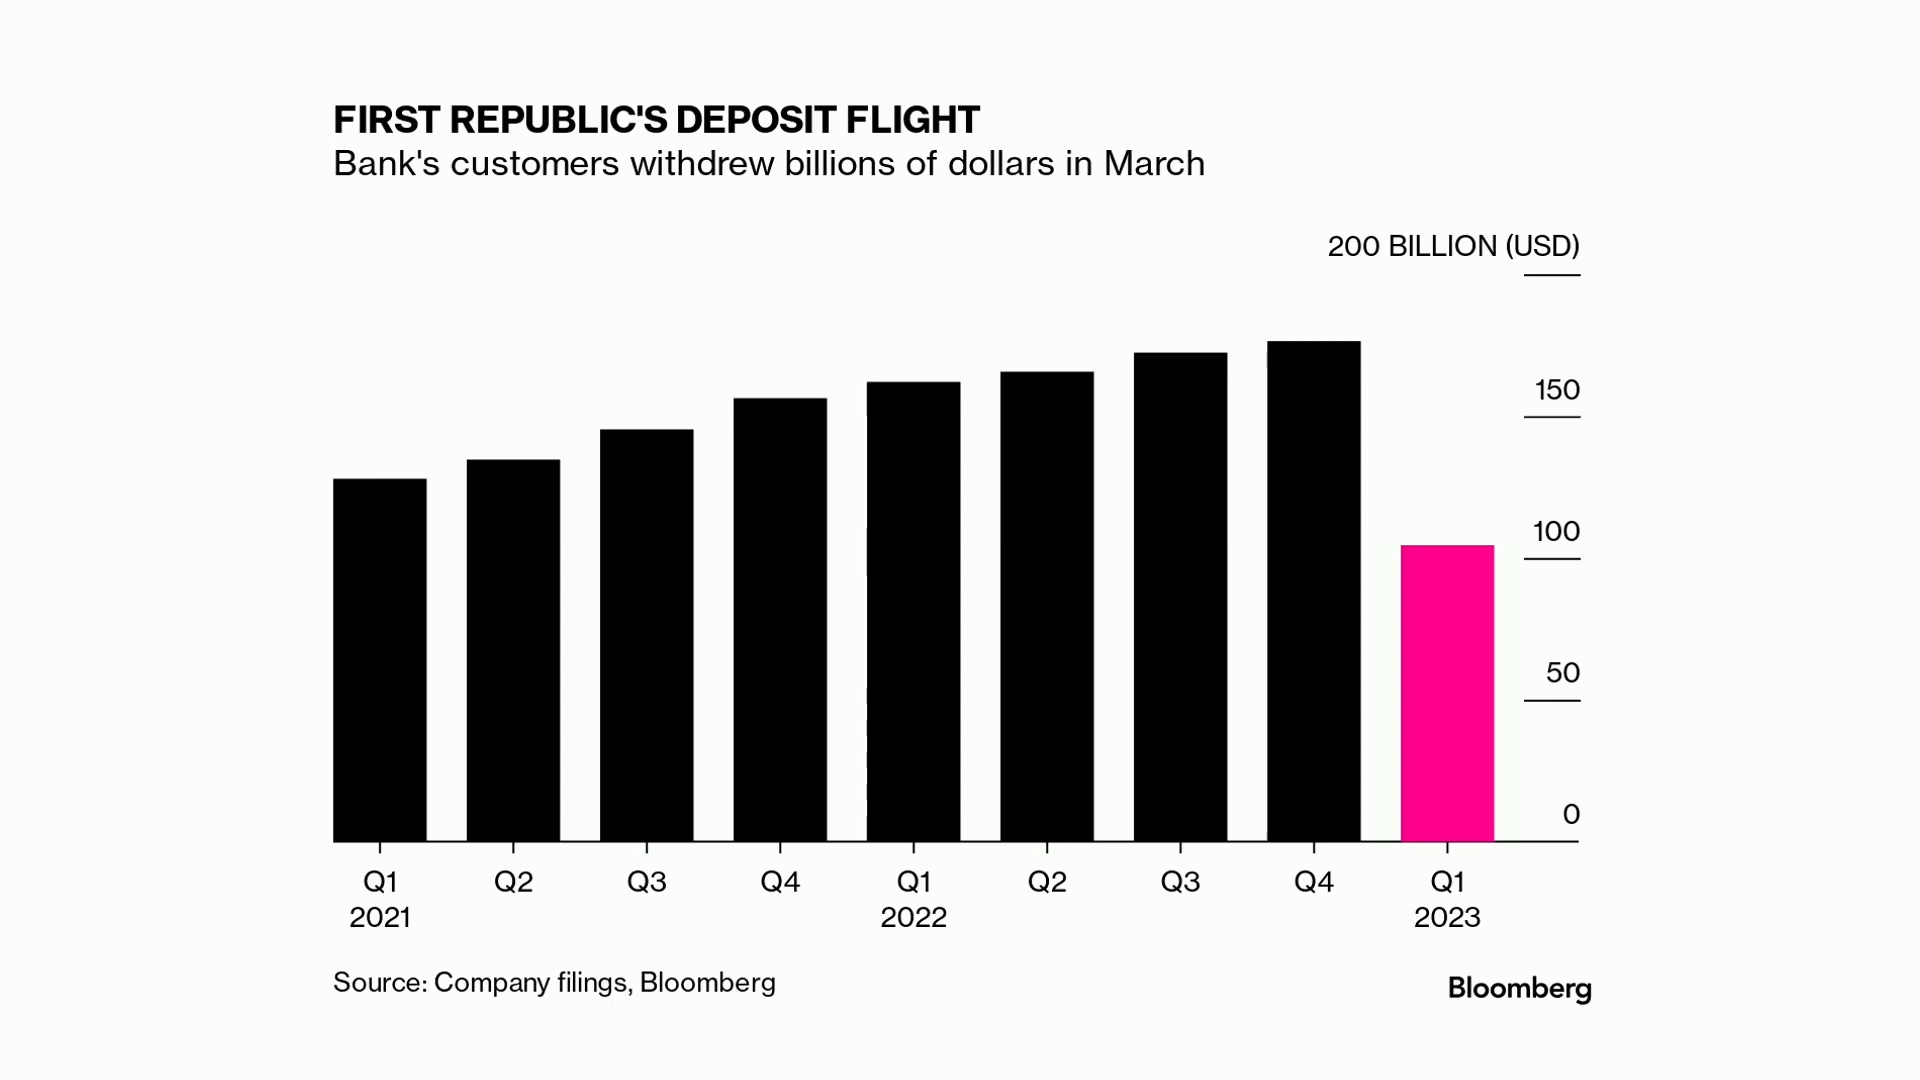 FIRST REPUBLIC'S DEPOSIT FLIGHT
Bank's customers withdrew billions of dollars in March
200 BILLION (USD)
150
100
50
0
Q1 Q2 Q3 Q4 Q1 Q2 Q3 Q4 Q1
2021 2022 2023
Source: Company filings, Bloomberg
Bloomberg